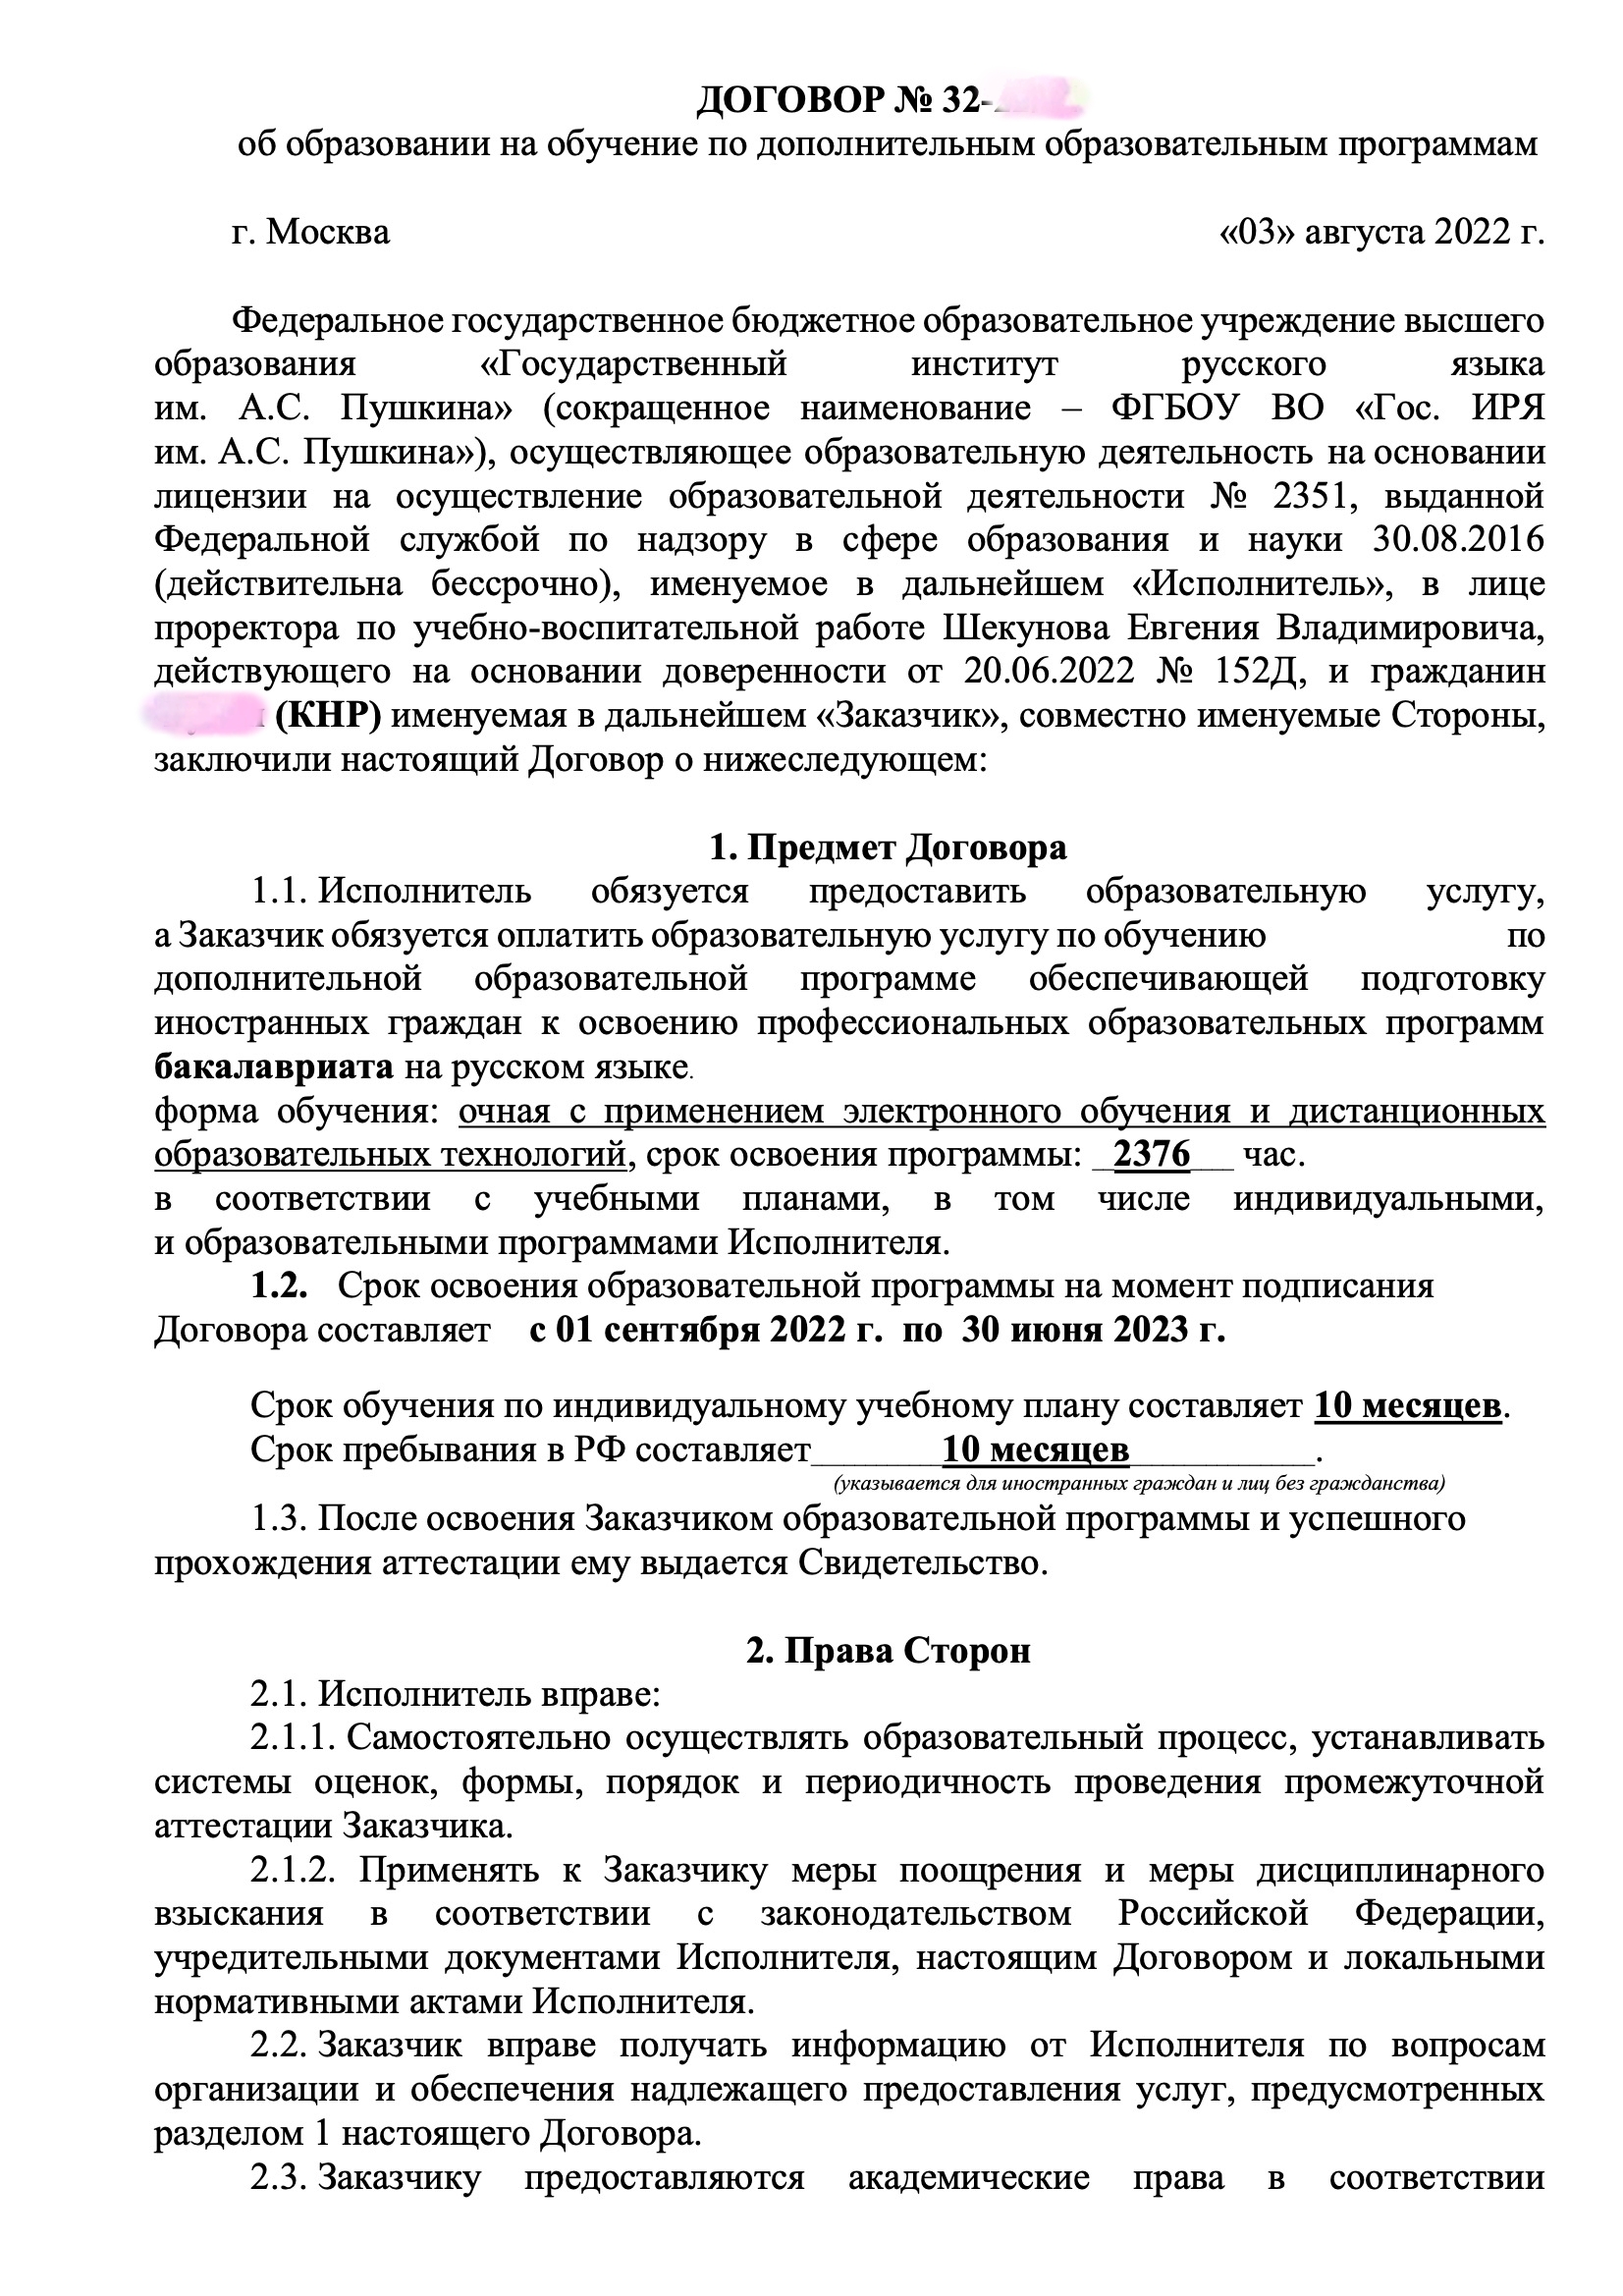 ДОГОВОР № 32-
об образовании на обучение по дополнительным образовательным программам
г. Москва «03» августа 2022 г.
Федеральное государственное бюджетное образовательное учреждение высшего
образования «Государственный институт русского языка
им. А.С. Пушкина» (сокращенное наименование – ФГБОУ ВО «Гос. ИРЯ
им. А.С. Пушкина»), осуществляющее образовательную деятельность на основании
лицензии на осуществление образовательной деятельности № 2351, выданной
Федеральной службой по надзору в сфере образования и науки 30.08.2016
(действительна бессрочно), именуемое в дальнейшем «Исполнитель», в лице
проректора по учебно-воспитательной работе Шекунова Евгения Владимировича,
действующего на основании доверенности от 20.06.2022 № 152Д, и гражданин
(КНР) именуемая в дальнейшем «Заказчик», совместно именуемые Стороны,
заключили настоящий Договор о нижеследующем:
1. Предмет Договора
1.1. Исполнитель обязуется предоставить образовательную услугу,
а Заказчик обязуется оплатить образовательную услугу по обучению по
дополнительной образовательной программе обеспечивающей подготовку
иностранных граждан к освоению профессиональных образовательных программ
бакалавриата на русском языке.
форма обучения: очная с применением электронного обучения и дистанционных
образовательных технологий, срок освоения программы: _2376__ час.
в соответствии с учебными планами, в том числе индивидуальными,
и образовательными программами Исполнителя.
1.2. Срок освоения образовательной программы на момент подписания
Договора составляет с 01 сентября 2022 г. по 30 июня 2023 г.
Срок обучения по индивидуальному учебному плану составляет 10 месяцев.
Срок пребывания в РФ составляет_______10 месяцев__________.
(указывается для иностранных граждан и лиц без гражданства)
1.3. После освоения Заказчиком образовательной программы и успешного
прохождения аттестации ему выдается Свидетельство.
2. Права Сторон
2.1. Исполнитель вправе:
2.1.1. Самостоятельно осуществлять образовательный процесс, устанавливать
системы оценок, формы, порядок и периодичность проведения промежуточной
аттестации Заказчика.
2.1.2. Применять к Заказчику меры поощрения и меры дисциплинарного
взыскания в соответствии с законодательством Российской Федерации,
учредительными документами Исполнителя, настоящим Договором и локальными
нормативными актами Исполнителя.
2.2. Заказчик вправе получать информацию от Исполнителя по вопросам
организации и обеспечения надлежащего предоставления услуг, предусмотренных
разделом 1 настоящего Договора.
2.3. Заказчику предоставляются академические права в соответствии